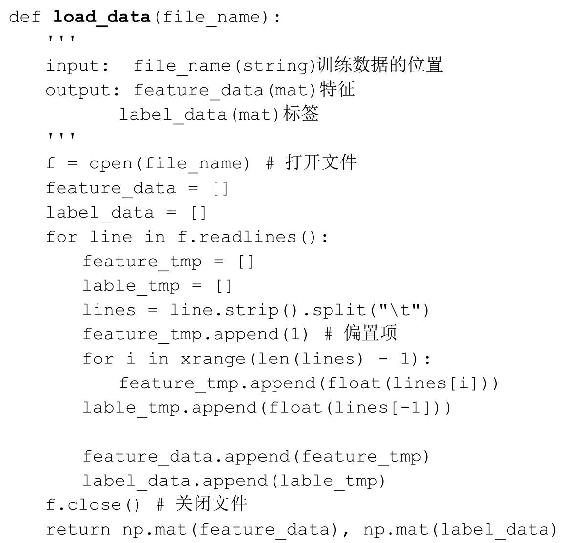 def load_data(file_name):
    '''
    input:  file_name(string)训练数据的位置
    output: feature_data(mat)特征
            label_data(mat)标签
    '''
    f = open(file_name) # 打开文件
    feature_data = []
    label_data = []
    for line in f.readlines():
        feature_tmp = []
        lable_tmp = []
        lines = line.strip().split("\t")
        feature_tmp.append(1) # 偏置项
        for i in xrange(len(lines) - 1):
            feature_tmp.append(float(lines[i]))
        lable_tmp.append(float(lines[-1]))

        feature_data.append(feature_tmp)
        label_data.append(lable_tmp)
    f.close() # 关闭文件
    return np.mat(feature_data), np.mat(label_data)